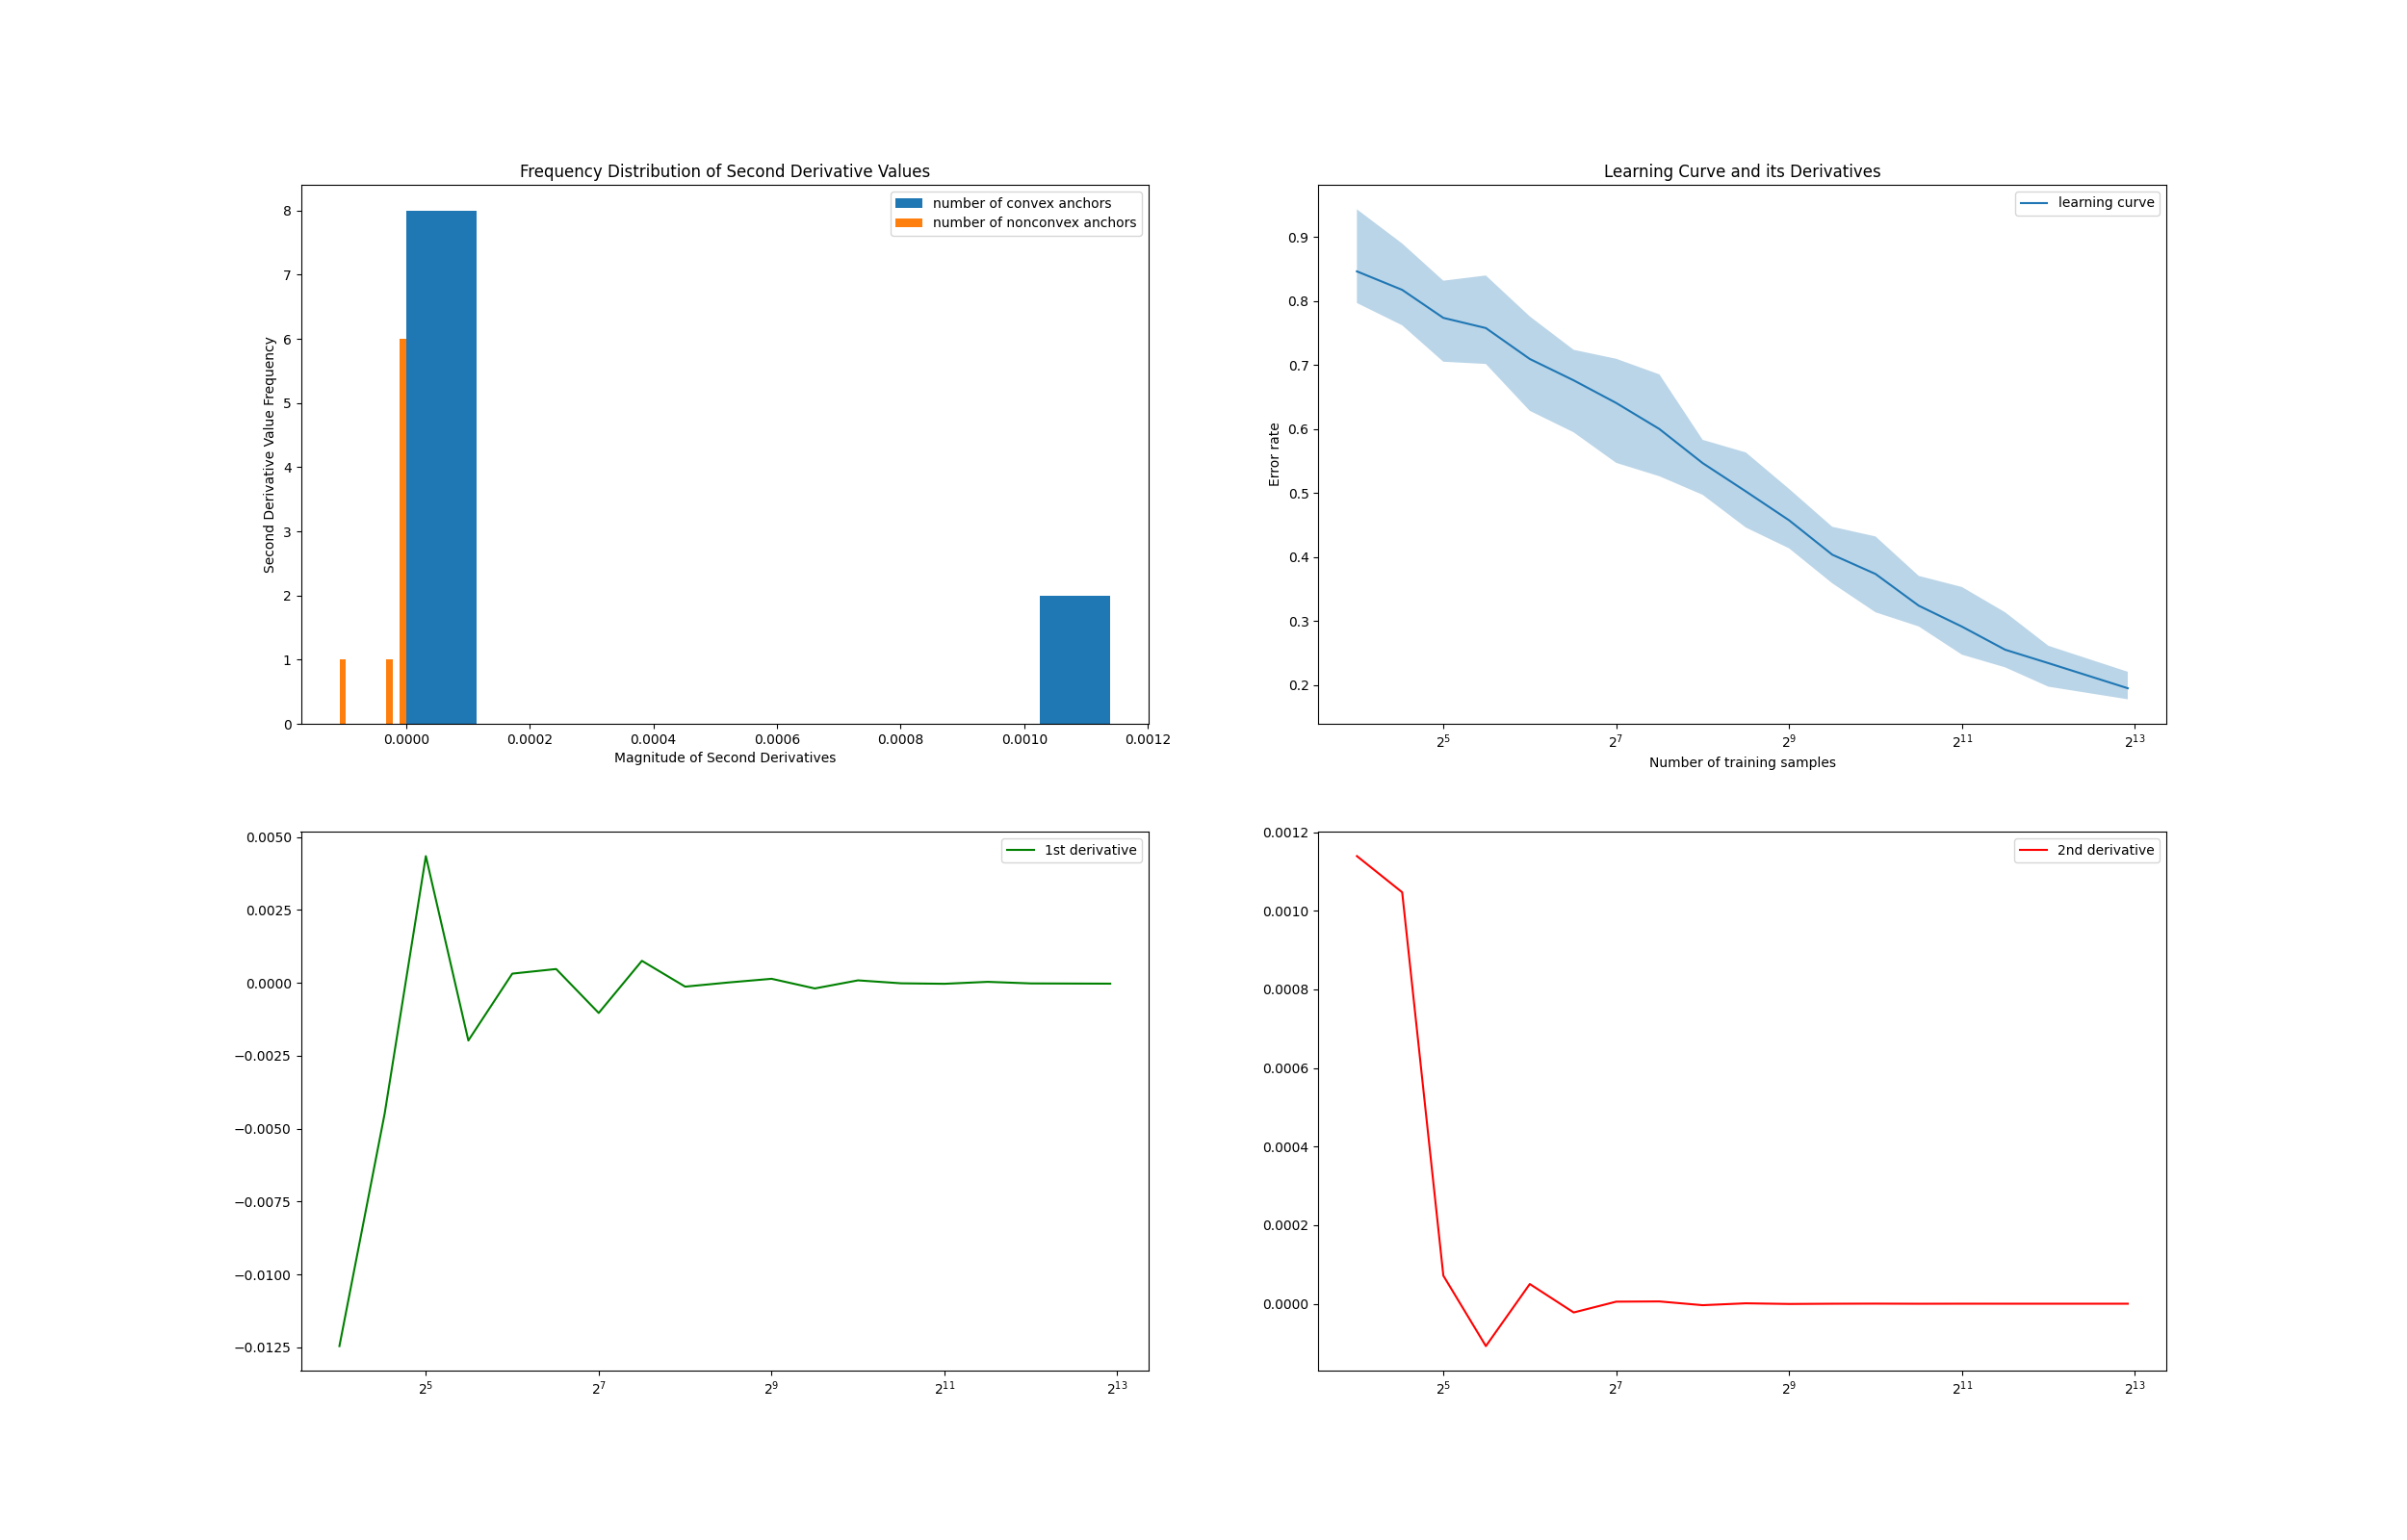 Frequency Distribution of Second Derivative Values
number of convex anchors
number of nonconvex anchors
8
7
6
5
4
3
2
1
0
Second Derivative Value Frequency
0.0000 0.0002 0.0004 0.0006 0.0008 0.0010 0.0012
Magnitude of Second Derivatives
Learning Curve and its Derivatives
learning curve
0.9
0.8
0.7
0.6
0.5
0.4
0.3
0.2
Error rate
2^5 2^7 2^9 2^11 2^13
Number of training samples
1st derivative
0.0050
0.0025
0.0000
−0.0025
−0.0050
−0.0075
−0.0100
−0.0125
2^5 2^7 2^9 2^11 2^13
2nd derivative
0.0012
0.0010
0.0008
0.0006
0.0004
0.0002
0.0000
2^5 2^7 2^9 2^11 2^13